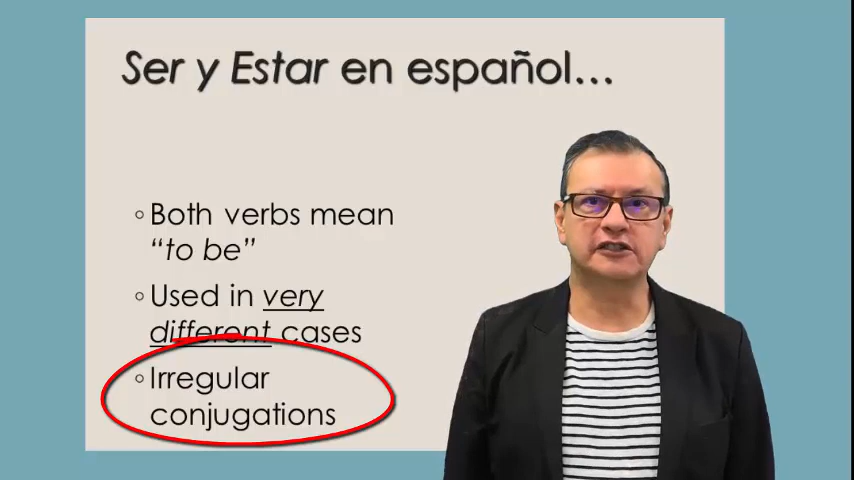 Ser y Estar en español...
◦Both verbs mean
“to be”
◦Used in very
different cases
◦Irregular
conjugations